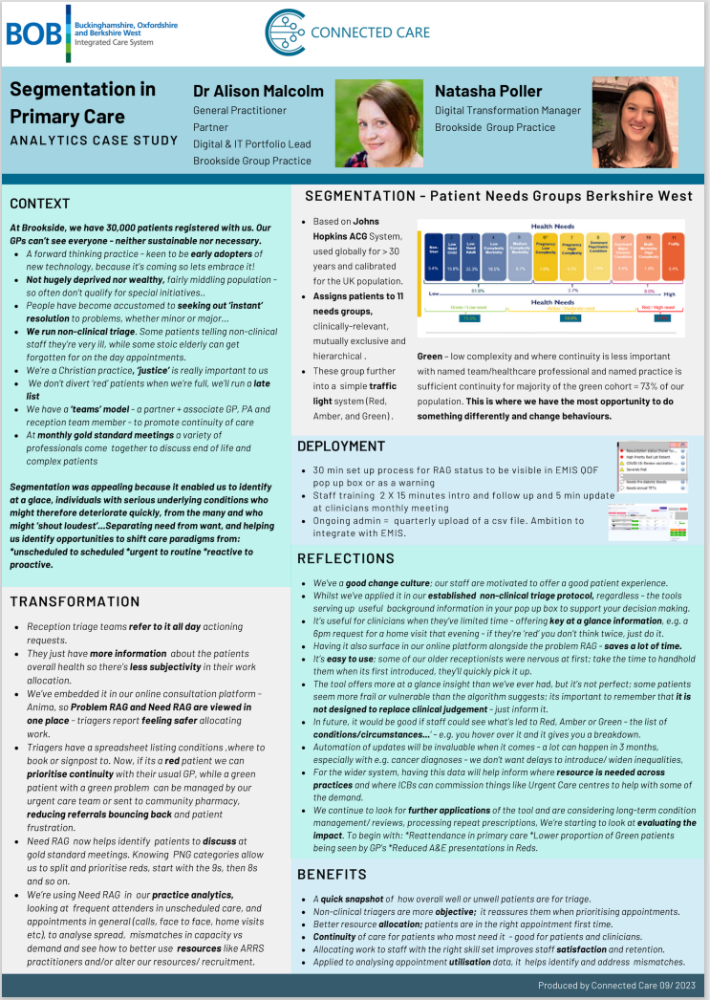 BOB
Buckinghamshire, Oxfordshire
and Berkshire West
Integrated Care System
CONNECTED CARE
Segmentation in
Primary Care
ANALYTICS CASE STUDY
Dr Alison Malcolm
General Practitioner
Partner
Digital & IT Portfolio Lead
Brookside Group Practice
Natasha Poller
Digital Transformation Manager
Brookside Group Practice
CONTEXT
At Brookside, we have 30,000 patients registered with us. Our
GPs can't see everyone - neither sustainable nor necessary.
• A forward thinking practice - keen to be early adopters of
new technology, because it's coming so lets embrace it!
• Not hugely deprived nor wealthy, fairly middling population -
so often don't qualify for special initiatives..
• People have become accustomed to seeking out 'instant'
resolution to problems, whether minor or major...
• We run non-clinical triage. Some patients telling non-clinical
staff they're very ill, while some stoic elderly can get
forgotten for on the day appointments.
• We're a Christian practice, 'justice' is really important to us
• We don't divert 'red' patients when we're full, we'll run a late
list
• We have a 'teams' model - a partner + associate GP, PA and
reception team member - to promote continuity of care
• At monthly gold standard meetings a variety of
professionals come together to discuss end of life and
complex patients
Segmentation was appealing because it enabled us to identify
at a glace, individuals with serious underlying conditions who
might therefore deteriorate quickly, from the many and who
might 'shout loudest'...Separating need from want, and helping
us identify opportunities to shift care paradigms from:
*unscheduled to scheduled *urgent to routine *reactive to
proactive.
TRANSFORMATION
• Reception triage teams refer to it all day actioning
requests.
• They just have more information about the patients
overall health so there's less subjectivity in their work
allocation.
• We've embedded it in our online consultation platform -
Anima, so Problem RAG and Need RAG are viewed in
one place - triagers report feeling safer allocating
work.
• Triagers have a spreadsheet listing conditions ,where to
book or signpost to. Now, if its a red patient we can
prioritise continuity with their usual GP, while a green
patient with a green problem can be managed by our
urgent care team or sent to community pharmacy,
reducing referrals bouncing back and patient
frustration.
• Need RAG now helps identify patients to discuss at
gold standard meetings. Knowing PNG categories allow
us to split and prioritise reds, start with the 9s, then 8s
and so on.
• We're using Need RAG in our practice analytics,
looking at frequent attenders in unscheduled care, and
appointments in general (calls, face to face, home visits
etc), to analyse spread, mismatches in capacity vs
demand and see how to better use resources like ARRS
practitioners and/or alter our resources/ recruitment.
SEGMENTATION - Patient Needs Groups Berkshire West
• Based on Johns
Hopkins ACG System,
used globally for > 30
years and calibrated
for the UK population.
• Assigns patients to 11
needs groups,
clinically-relevant,
mutually exclusive and
hierarchical .
• These group further
into a simple traffic
light system (Red,
Amber, and Green) .
Health Needs
Low
Health Needs
High
Green / Low need
Red / High need
Green – low complexity and where continuity is less important
with named team/healthcare professional and named practice is
sufficient continuity for majority of the green cohort = 73% of our
population. This is where we have the most opportunity to do
something differently and change behaviours.
DEPLOYMENT
• 30 min set up process for RAG status to be visible in EMIS QOF
pop up box or as a warning
• Staff training 2 X 15 minutes intro and follow up and 5 min update
at clinicians monthly meeting
• Ongoing admin = quarterly upload of a csv file. Ambition to
integrate with EMIS.
REFLECTIONS
• We've a good change culture; our staff are motivated to offer a good patient experience.
• Whilst we've applied it in our established non-clinical triage protocol, regardless - the tools
serving up useful background information in your pop up box to support your decision making.
• It's useful for clinicians when they've limited time - offering key at a glance information, e.g. a
6pm request for a home visit that evening - if they're 'red' you don't think twice, just do it.
• Having it also surface in our online platform alongside the problem RAG - saves a lot of time.
• It's easy to use; some of our older receptionists were nervous at first; take the time to handhold
them when its first introduced, they'll quickly pick it up.
• The tool offers more at a glance insight than we've ever had, but it's not perfect; some patients
seem more frail or vulnerable than the algorithm suggests; its important to remember that it is
not designed to replace clinical judgement - just inform it.
• In future, it would be good if staff could see what's led to Red, Amber or Green - the list of
conditions/circumstances...' - e.g. you hover over it and it gives you a breakdown.
• Automation of updates will be invaluable when it comes - a lot can happen in 3 months,
especially with e.g. cancer diagnoses - we don't want delays to introduce/ widen inequalities,
• For the wider system, having this data will help inform where resource is needed across
practices and where ICBs can commission things like Urgent Care centres to help with some of
the demand.
• We continue to look for further applications of the tool and are considering long-term condition
management/ reviews, processing repeat prescriptions, We're starting to look at evaluating the
impact. To begin with: *Reattendance in primary care *Lower proportion of Green patients
being seen by GP's *Reduced A&E presentations in Reds.
BENEFITS
• A quick snapshot of how overall well or unwell patients are for triage.
• Non-clinical triagers are more objective; it reassures them when prioritising appointments.
• Better resource allocation; patients are in the right appointment first time.
• Continuity of care for patients who most need it - good for patients and clinicians.
• Allocating work to staff with the right skill set improves staff satisfaction and retention.
• Applied to analysing appointment utilisation data, it helps identify and address mismatches.
Produced by Connected Care 09/ 2023